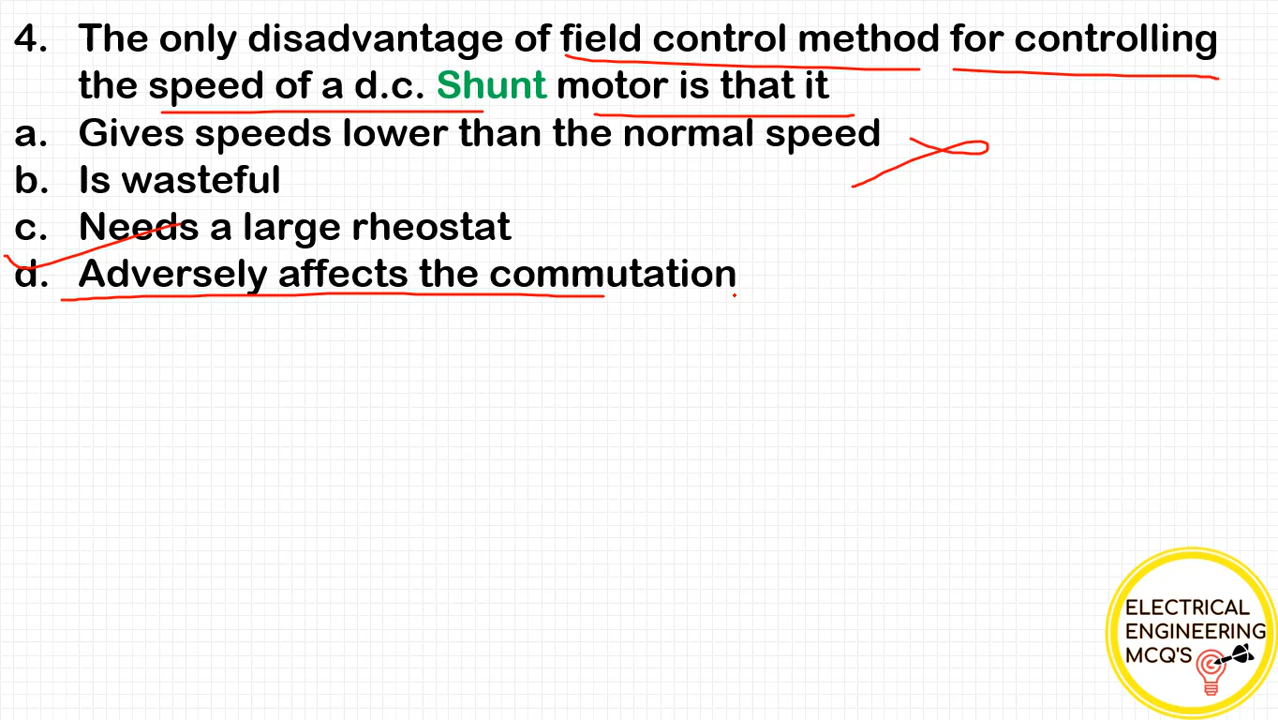 4. The only disadvantage of field control method for controlling
the speed of a d.c. Shunt motor is that it
a. Gives speeds lower than the normal speed
b. Is wasteful
c. Needs a large rheostat
d. Adversely affects the commutation
ELECTRICAL
ENGINEERING
MCQ'S